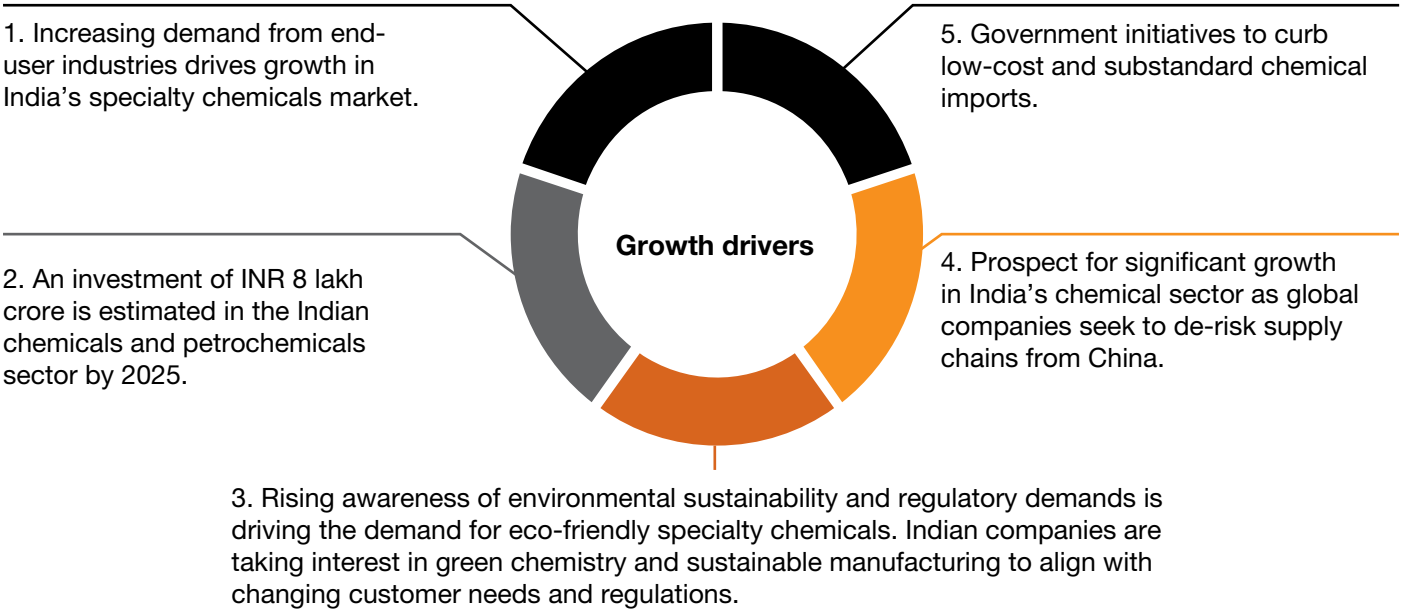 1. Increasing demand from end-
user industries drives growth in
India’s specialty chemicals market.
2. An investment of INR 8 lakh
crore is estimated in the Indian
chemicals and petrochemicals
sector by 2025.
3. Rising awareness of environmental sustainability and regulatory demands is
driving the demand for eco-friendly specialty chemicals. Indian companies are
taking interest in green chemistry and sustainable manufacturing to align with
changing customer needs and regulations.
4. Prospect for significant growth
in India’s chemical sector as global
companies seek to de-risk supply
chains from China.
5. Government initiatives to curb
low-cost and substandard chemical
imports.
Growth drivers